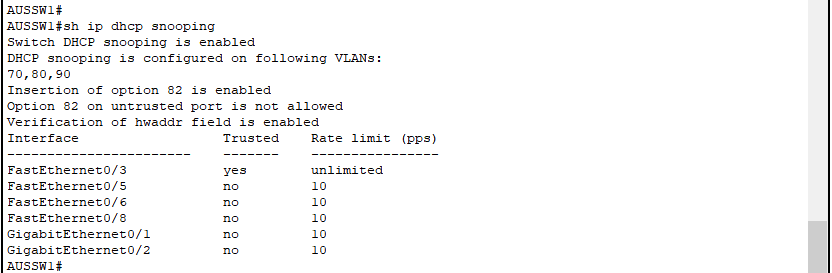 AUSSW1#
AUSSW1#sh ip dhcp snooping
Switch DHCP snooping is enabled
DHCP snooping is configured on following VLANs:
70,80,90
Insertion of option 82 is enabled
Option 82 on untrusted port is not allowed
Verification of hwaddr field is enabled
Interface                  Trusted    Rate limit (pps)
-----------------------    -------    ----------------
FastEthernet0/3            yes        unlimited
FastEthernet0/5            no         10
FastEthernet0/6            no         10
FastEthernet0/8            no         10
GigabitEthernet0/1         no         10
GigabitEthernet0/2         no         10
AUSSW1#